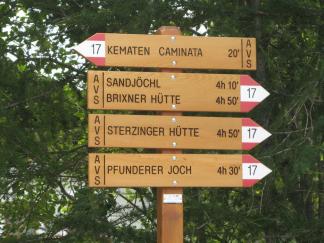 17 KEMATEN CAMINATA 20' AVS
AVS SANDJÖCHL 4h 10'
BRIXNER HÜTTE 4h 50' 17
AVS STERZINGER HÜTTE 4h 50' 17
AVS PFUNDERER JOCH 4h 30' 17